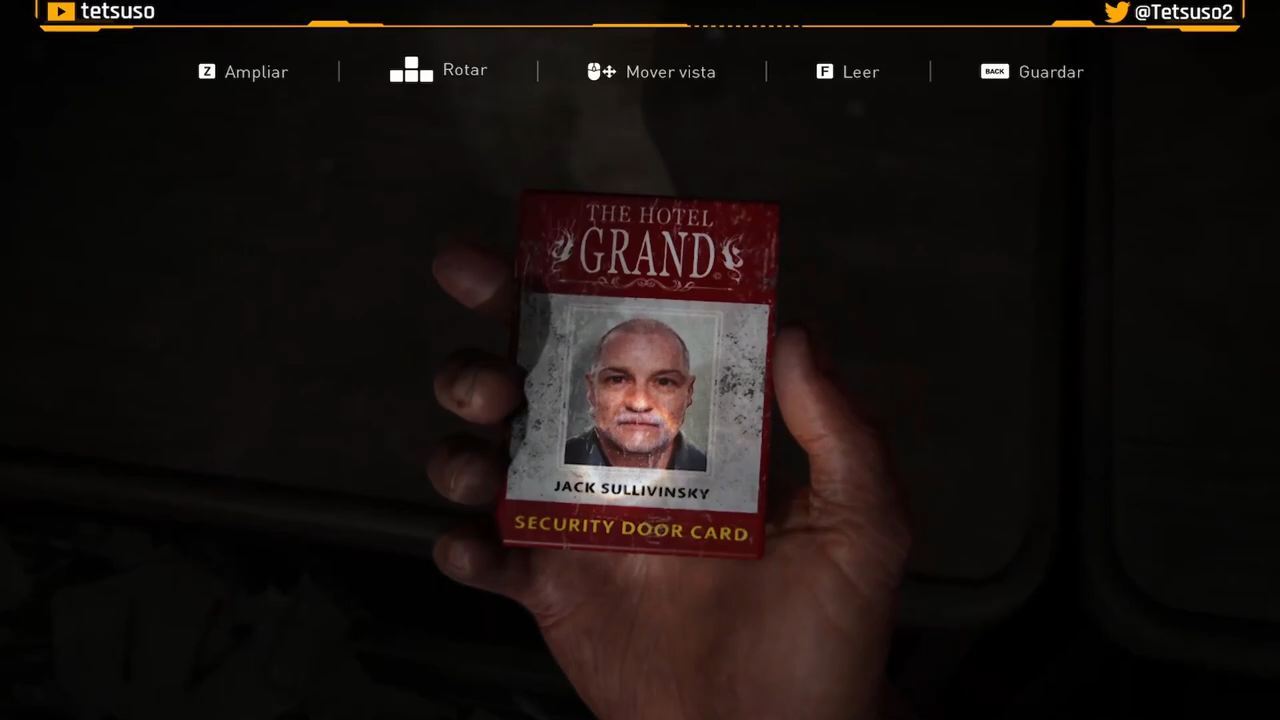 tetsuso
@Tetsuso2
Z Ampliar
Rotar
Mover vista
F Leer
BACK Guardar
THE HOTEL
GRAND
JACK SULLIVINSKY
SECURITY DOOR CARD